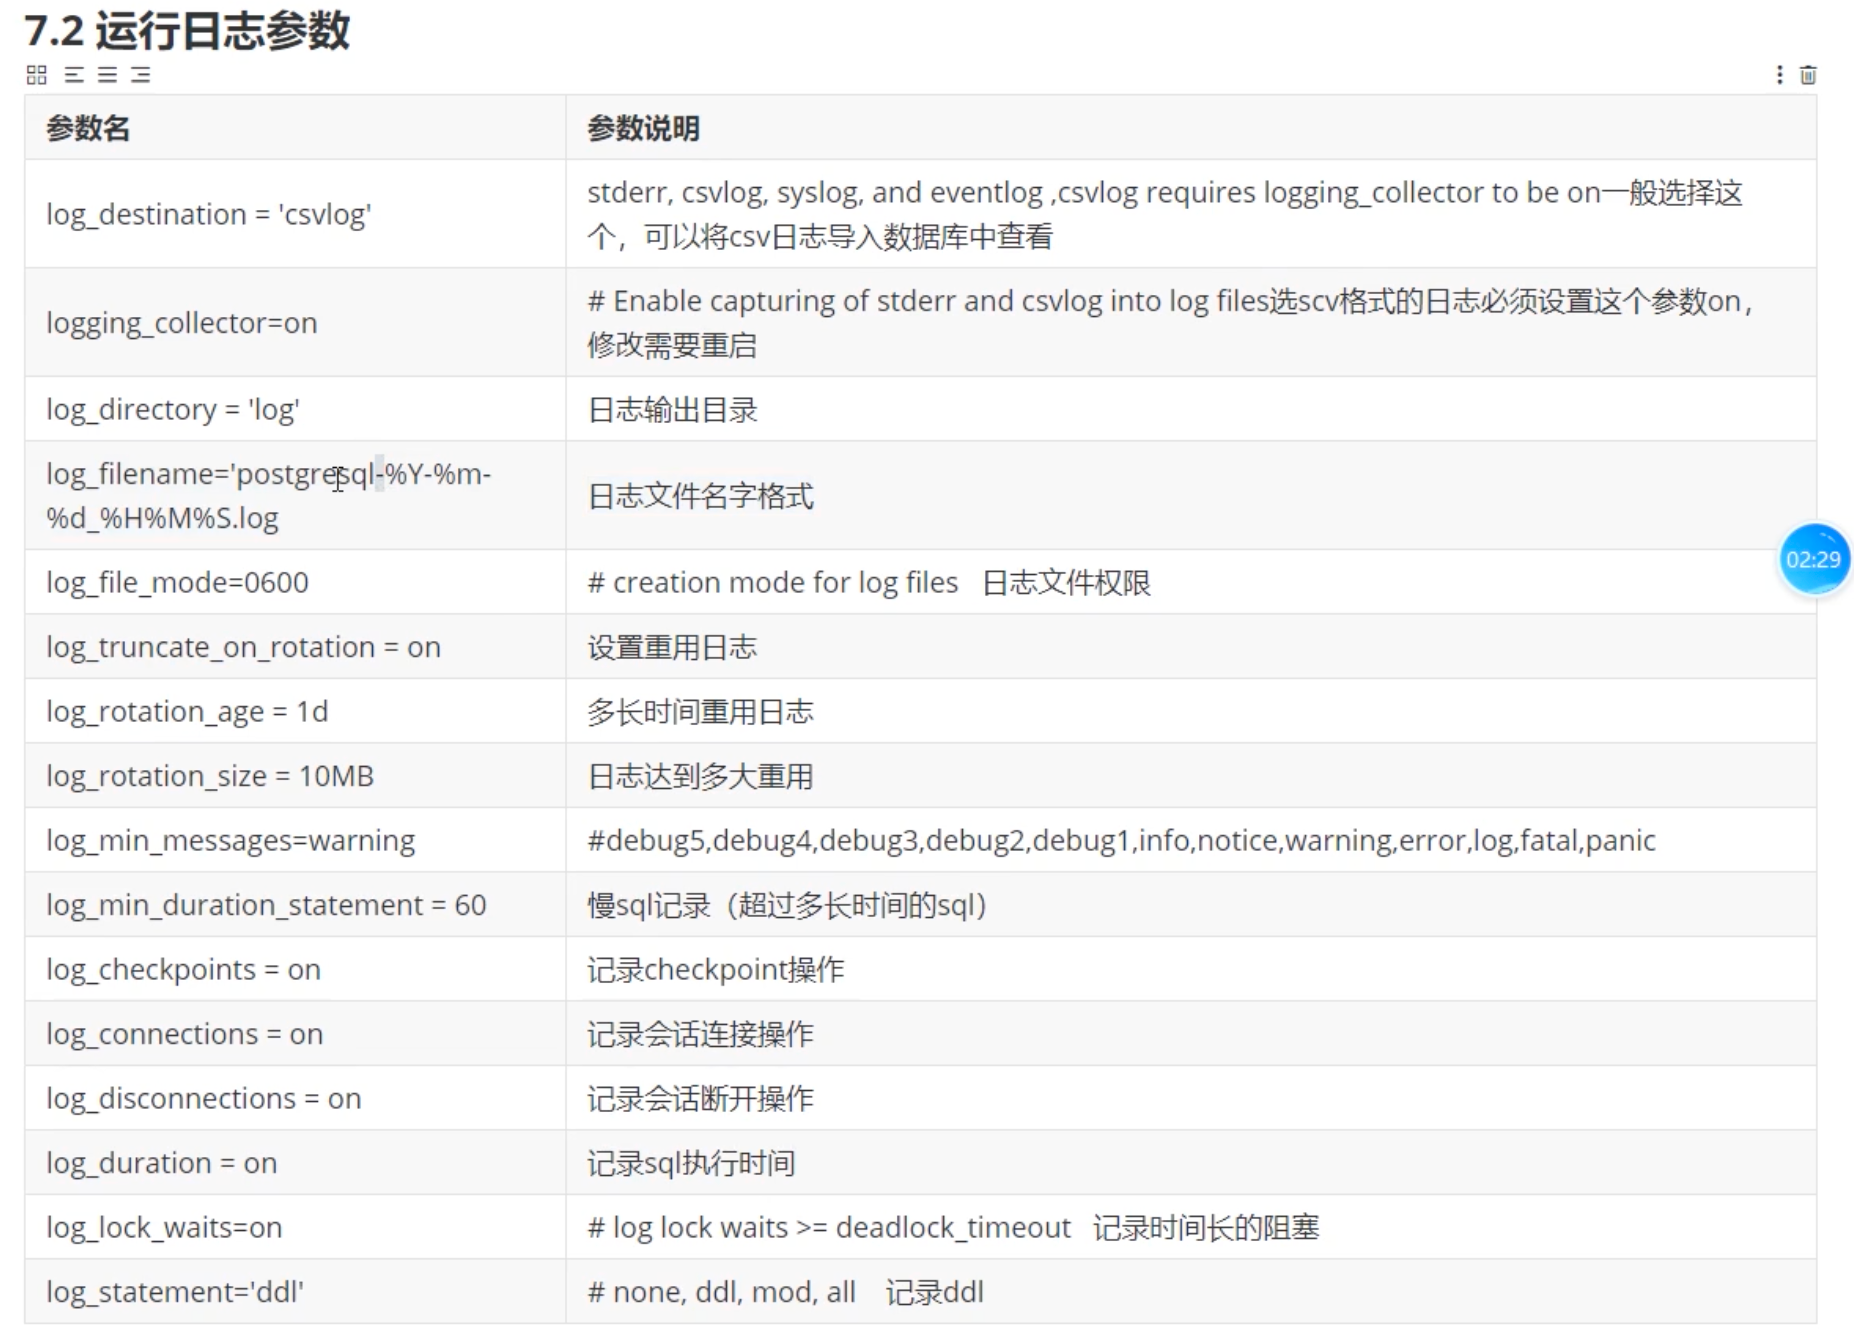 7.2 运行日志参数
参数名
参数说明
log_destination = 'csvlog'
stderr, csvlog, syslog, and eventlog ,csvlog requires logging_collector to be on一般选择这
个，可以将csv日志导入数据库中查看
logging_collector=on
# Enable capturing of stderr and csvlog into log files选scv格式的日志必须设置这个参数on，
修改需要重启
log_directory = 'log'
日志输出目录
log_filename='postgresql-%Y-%m-
%d_%H%M%S.log
日志文件名字格式
02:29
log_file_mode=0600
# creation mode for log files 日志文件权限
log_truncate_on_rotation = on
设置重用日志
log_rotation_age = 1d
多长时间重用日志
log_rotation_size = 10MB
日志达到多大重用
log_min_messages=warning
#debug5,debug4,debug3,debug2,debug1,info,notice,warning,error,log,fatal,panic
log_min_duration_statement = 60
慢sql记录（超过多长时间的sql）
log_checkpoints = on
记录checkpoint操作
log_connections = on
记录会话连接操作
log_disconnections = on
记录会话断开操作
log_duration = on
记录sql执行时间
log_lock_waits=on
# log lock waits >= deadlock_timeout 记录时间长的阻塞
log_statement='ddl'
# none, ddl, mod, all 记录ddl